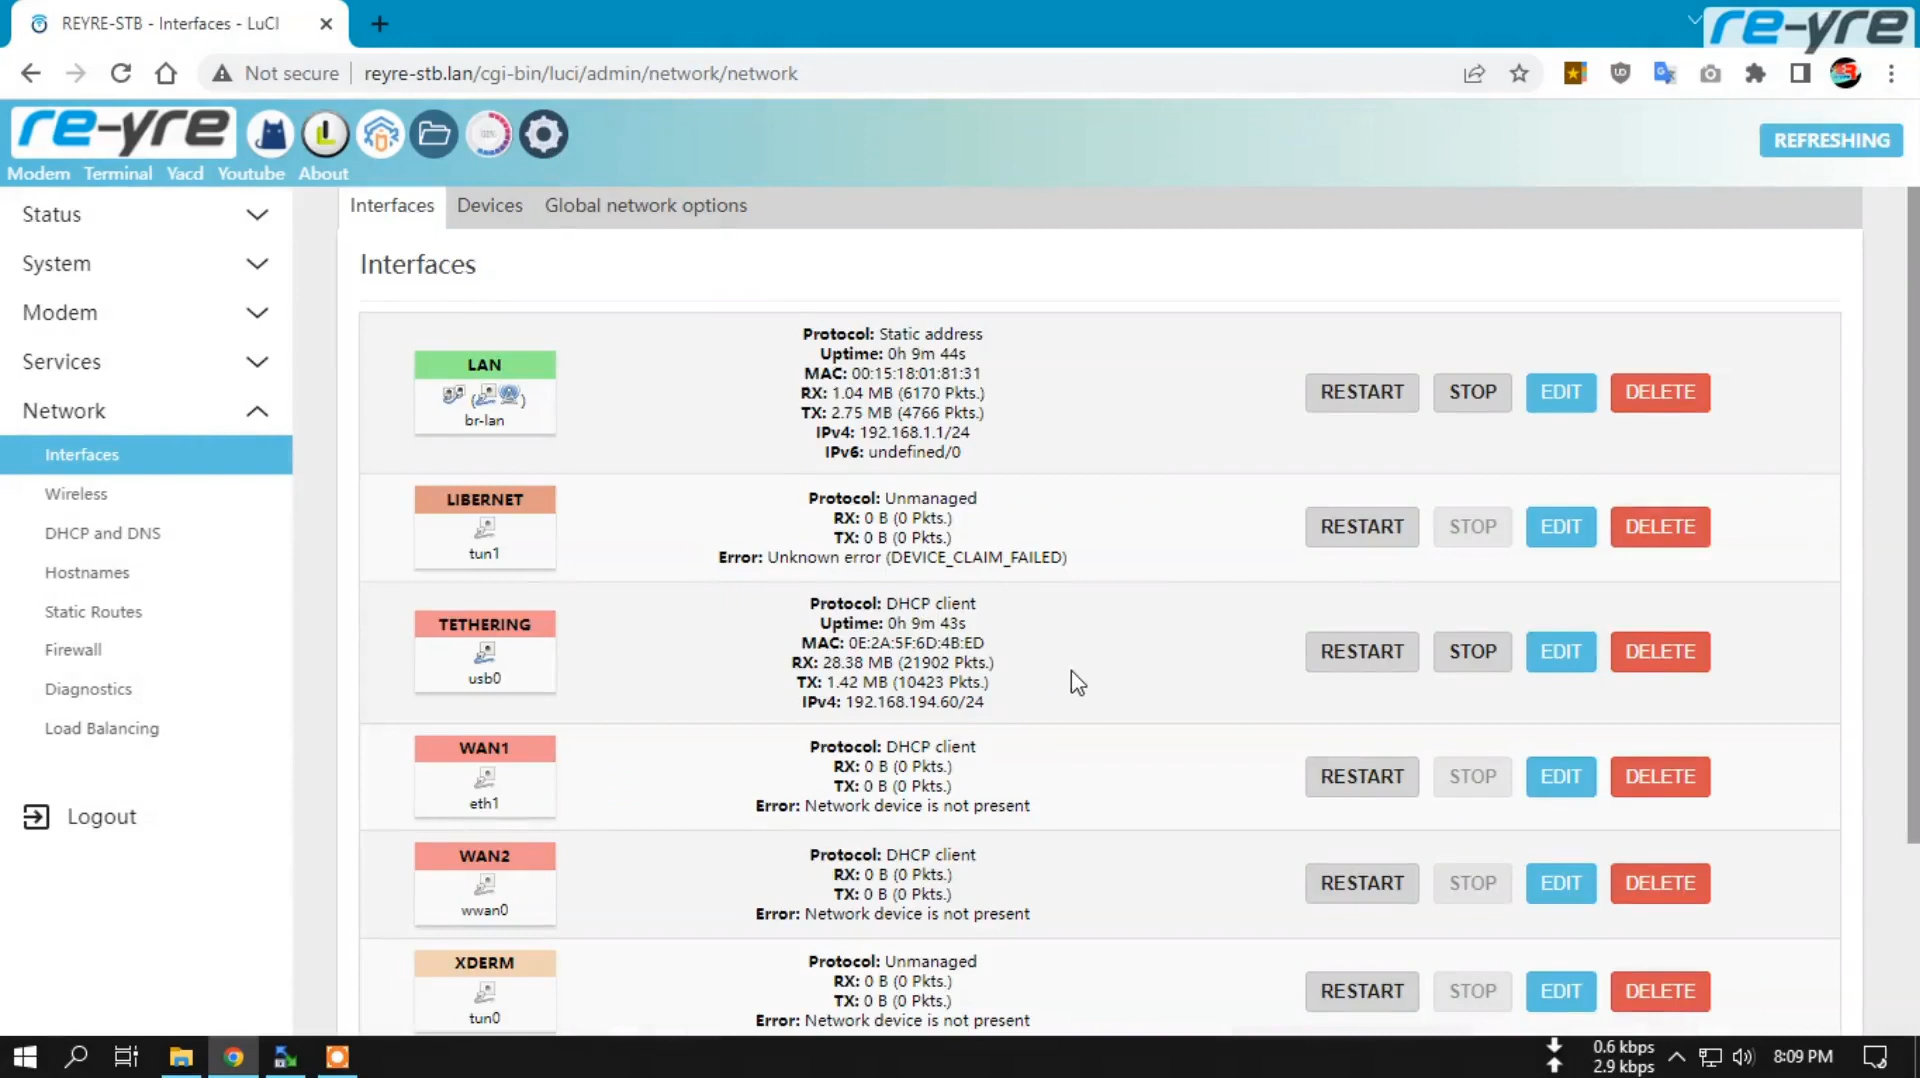 REYRE-STB - Interfaces - LuCI
re-yre
Not secure
reyre-stb.lan/cgi-bin/luci/admin/network/network
re-yre
REFRESHING
Modem Terminal Yacd Youtube About
Status
System
Modem
Services
Network
Interfaces
Wireless
DHCP and DNS
Hostnames
Static Routes
Firewall
Diagnostics
Load Balancing
Logout
Interfaces Devices Global network options
Interfaces
LAN
br-lan
Protocol: Static address
Uptime: 0h 9m 44s
MAC: 00:15:18:01:81:31
RX: 1.04 MB (6170 Pkts.)
TX: 2.75 MB (4766 Pkts.)
IPv4: 192.168.1.1/24
IPv6: undefined/0
RESTART STOP EDIT DELETE
LIBERNET
tun1
Protocol: Unmanaged
RX: 0 B (0 Pkts.)
TX: 0 B (0 Pkts.)
Error: Unknown error (DEVICE_CLAIM_FAILED)
RESTART STOP EDIT DELETE
TETHERING
usb0
Protocol: DHCP client
Uptime: 0h 9m 43s
MAC: 0E:2A:5F:6D:4B:ED
RX: 28.38 MB (21902 Pkts.)
TX: 1.42 MB (10423 Pkts.)
IPv4: 192.168.194.60/24
RESTART STOP EDIT DELETE
WAN1
eth1
Protocol: DHCP client
RX: 0 B (0 Pkts.)
TX: 0 B (0 Pkts.)
Error: Network device is not present
RESTART STOP EDIT DELETE
WAN2
wwan0
Protocol: DHCP client
RX: 0 B (0 Pkts.)
TX: 0 B (0 Pkts.)
Error: Network device is not present
RESTART STOP EDIT DELETE
XDERM
tun0
Protocol: Unmanaged
RX: 0 B (0 Pkts.)
TX: 0 B (0 Pkts.)
Error: Network device is not present
RESTART STOP EDIT DELETE
0.6 kbps
2.9 kbps
8:09 PM